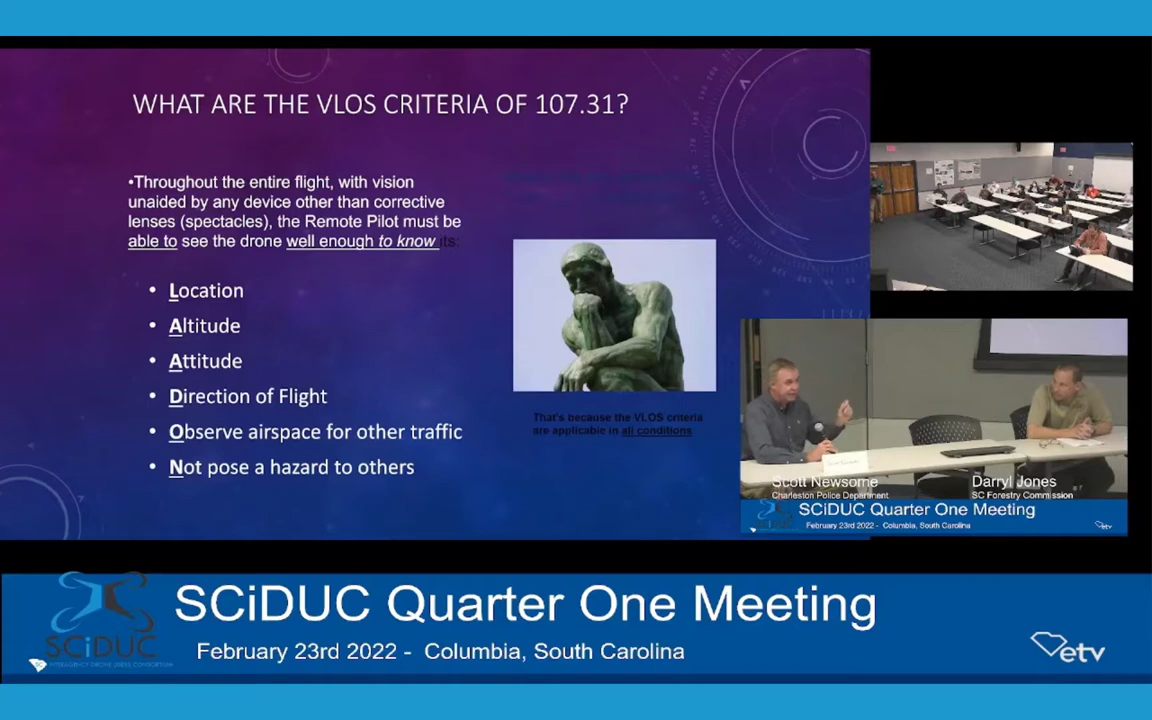 WHAT ARE THE VLOS CRITERIA OF 107.31?
•Throughout the entire flight, with vision
unaided by any device other than corrective
lenses (spectacles), the Remote Pilot must be
able to see the drone well enough to know its:
• Location
• Altitude
• Attitude
• Direction of Flight
• Observe airspace for other traffic
• Not pose a hazard to others
That's because the VLOS criteria
are applicable in all conditions
Scott Newsome
Charleston Police Department
Darryl Jones
SC Forestry Commission
SCiDUC Quarter One Meeting
February 23rd 2022 - Columbia, South Carolina
etv
SCiDUC Quarter One Meeting
February 23rd 2022 - Columbia, South Carolina
SCiDUC
INTERAGENCY DRONE USERS CONSORTIUM
etv